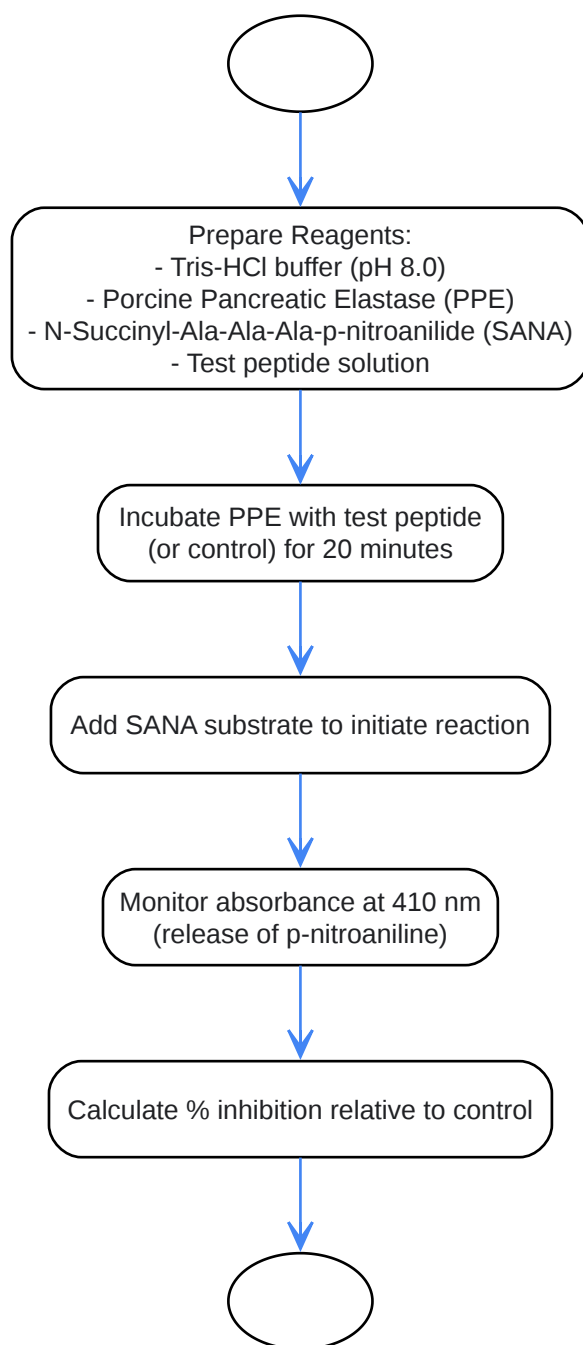 Prepare Reagents:
- Tris-HCl buffer (pH 8.0)
- Porcine Pancreatic Elastase (PPE)
- N-Succinyl-Ala-Ala-Ala-p-nitroanilide (SANA)
- Test peptide solution
Incubate PPE with test peptide
(or control) for 20 minutes
Add SANA substrate to initiate reaction
Monitor absorbance at 410 nm
(release of p-nitroaniline)
Calculate % inhibition relative to control